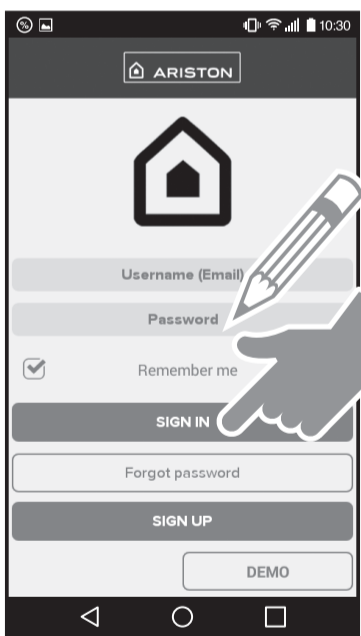 10:30
ARISTON
Username (Email)
Password
Remember me
SIGN IN
Forgot password
SIGN UP
DEMO